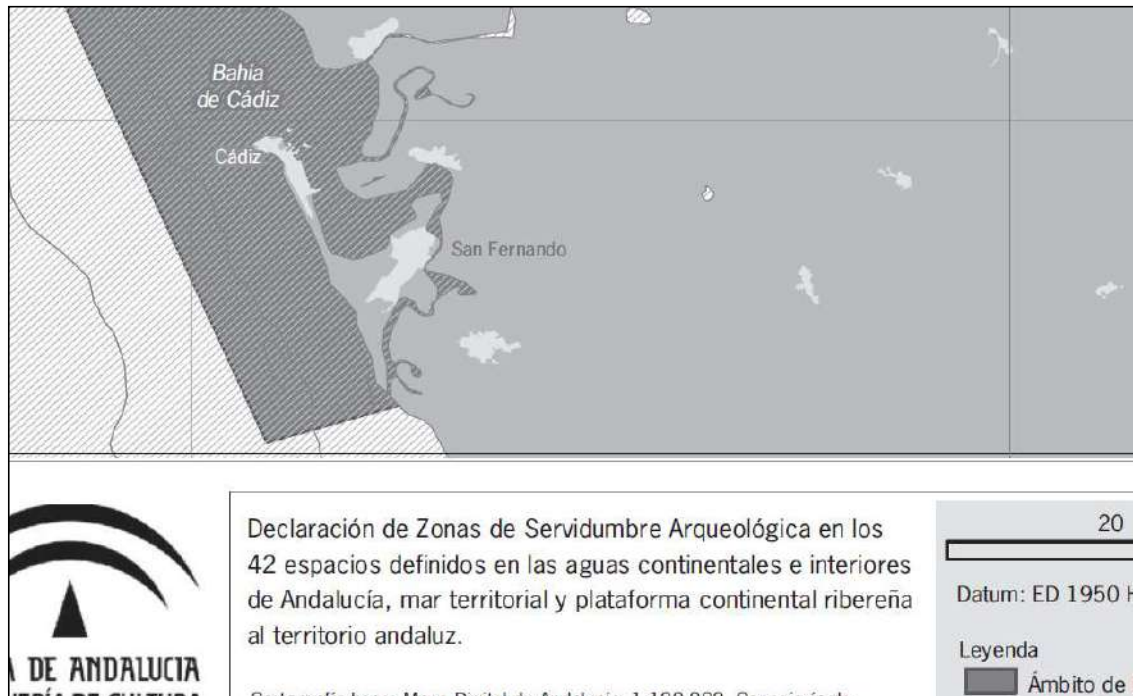 Bahia
de Cádiz
Cádiz
San Fernando
Declaración de Zonas de Servidumbre Arqueológica en los
42 espacios definidos en las aguas continentales e interiores
de Andalucía, mar territorial y plataforma continental ribereña
al territorio andaluz.
20
Datum: ED 1950 H
Leyenda
Ámbito de
DE ANDALUCIA